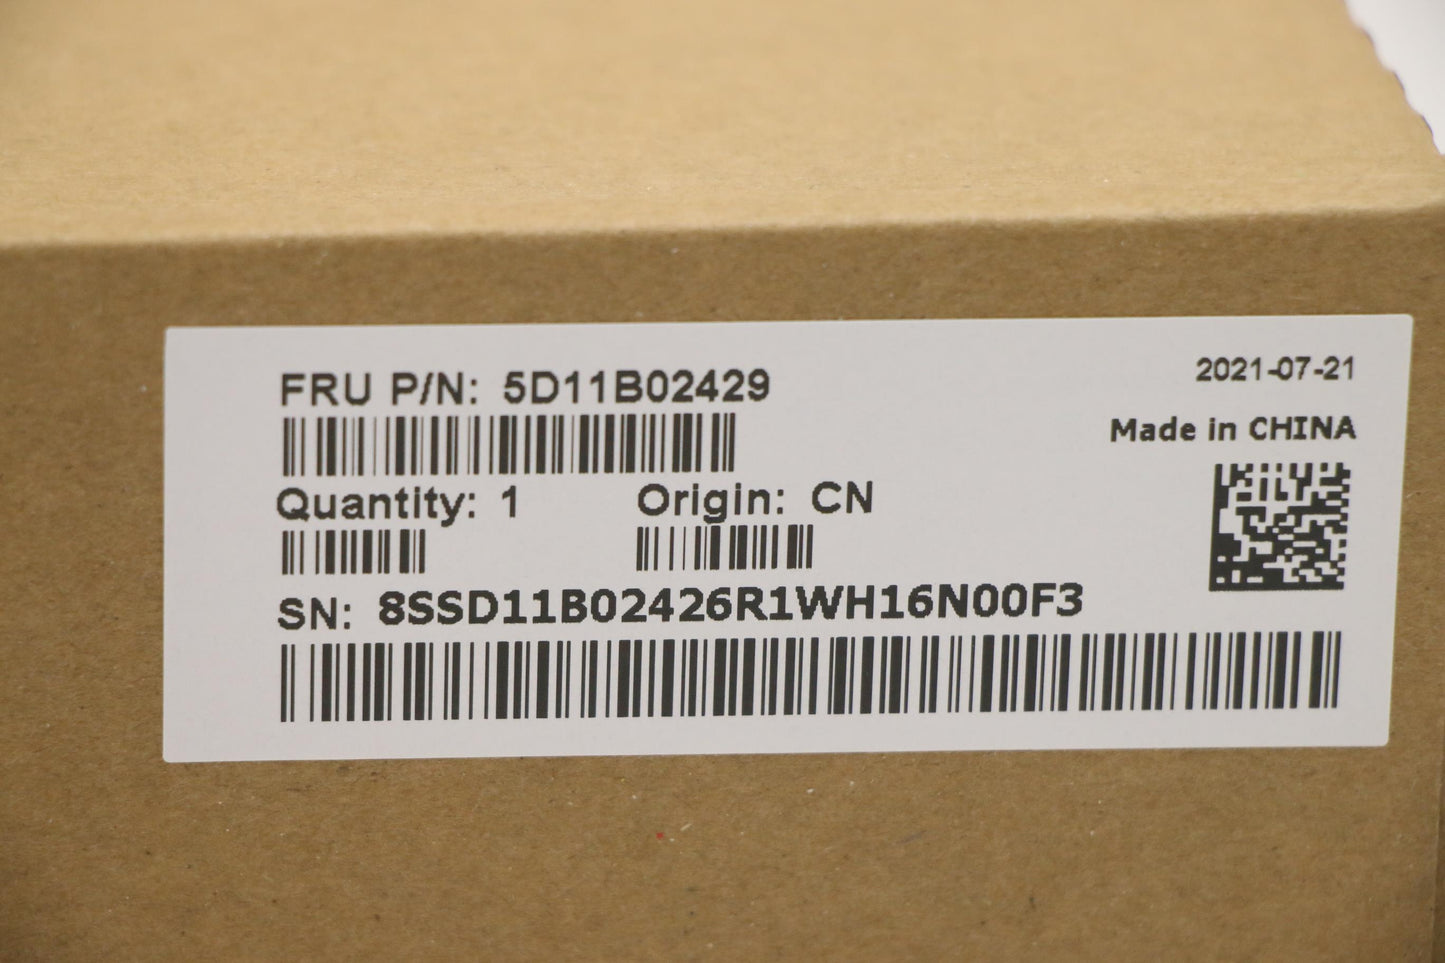 FRU P/N: 5D11B02429
2021-07-21
Made in CHINA
Quantity: 1
Origin: CN
SN: 8SSD11B02426R1WH16N00F3